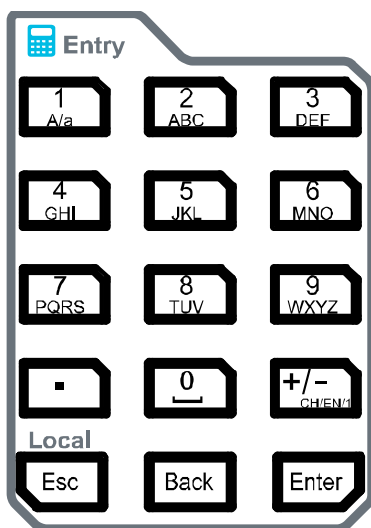 Entry
1 2 3
A/a ABC DEF
4 5 6
GHI JKL MNO
7 8 9
PQRS TUV WXYZ
. 0 +/-
CH/EN/1
Local
Esc Back Enter